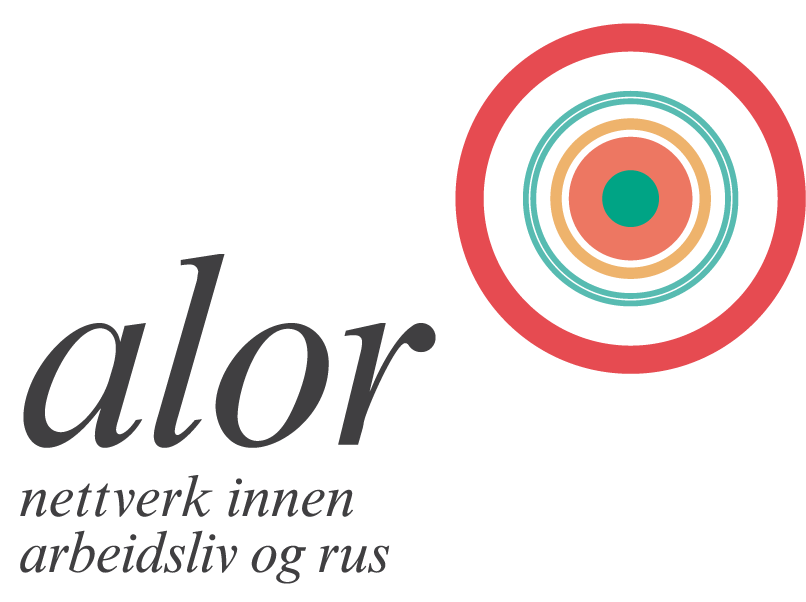 alor
nettverk innen
arbeidsliv og rus